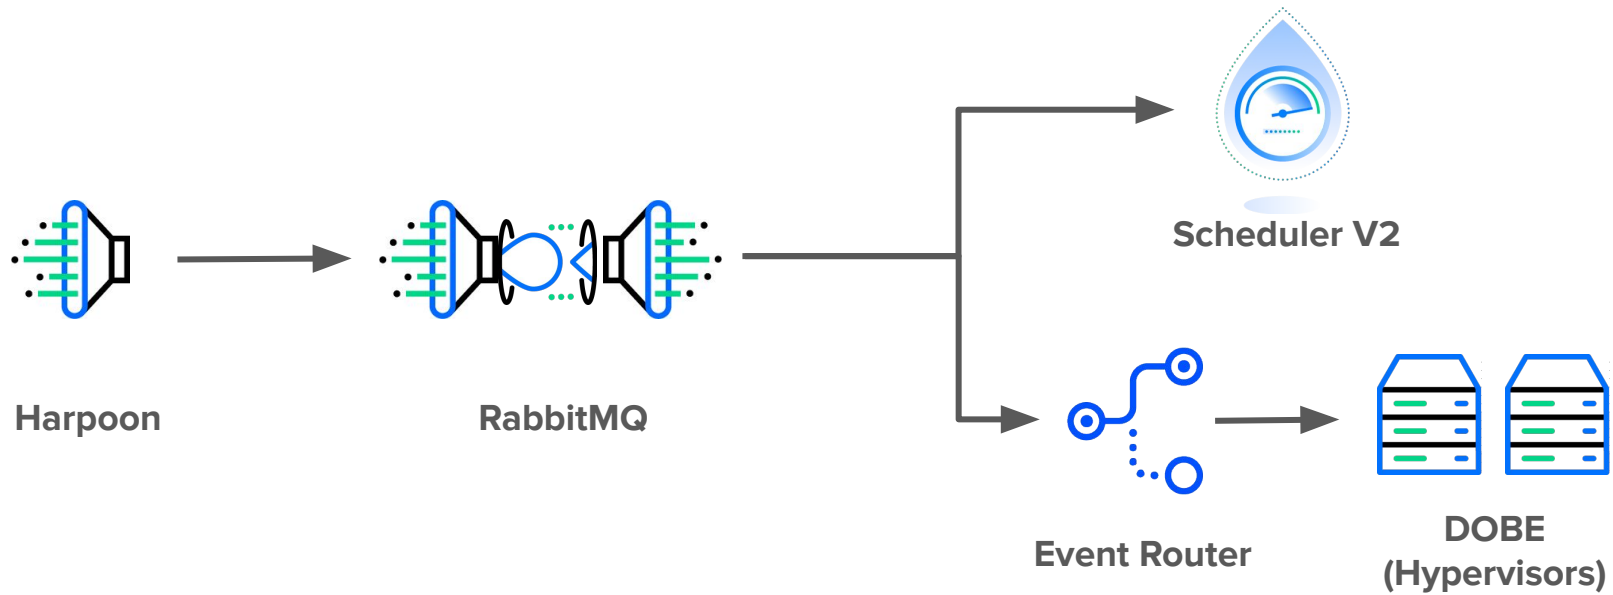 Harpoon
RabbitMQ
Scheduler V2
Event Router
DOBE
(Hypervisors)